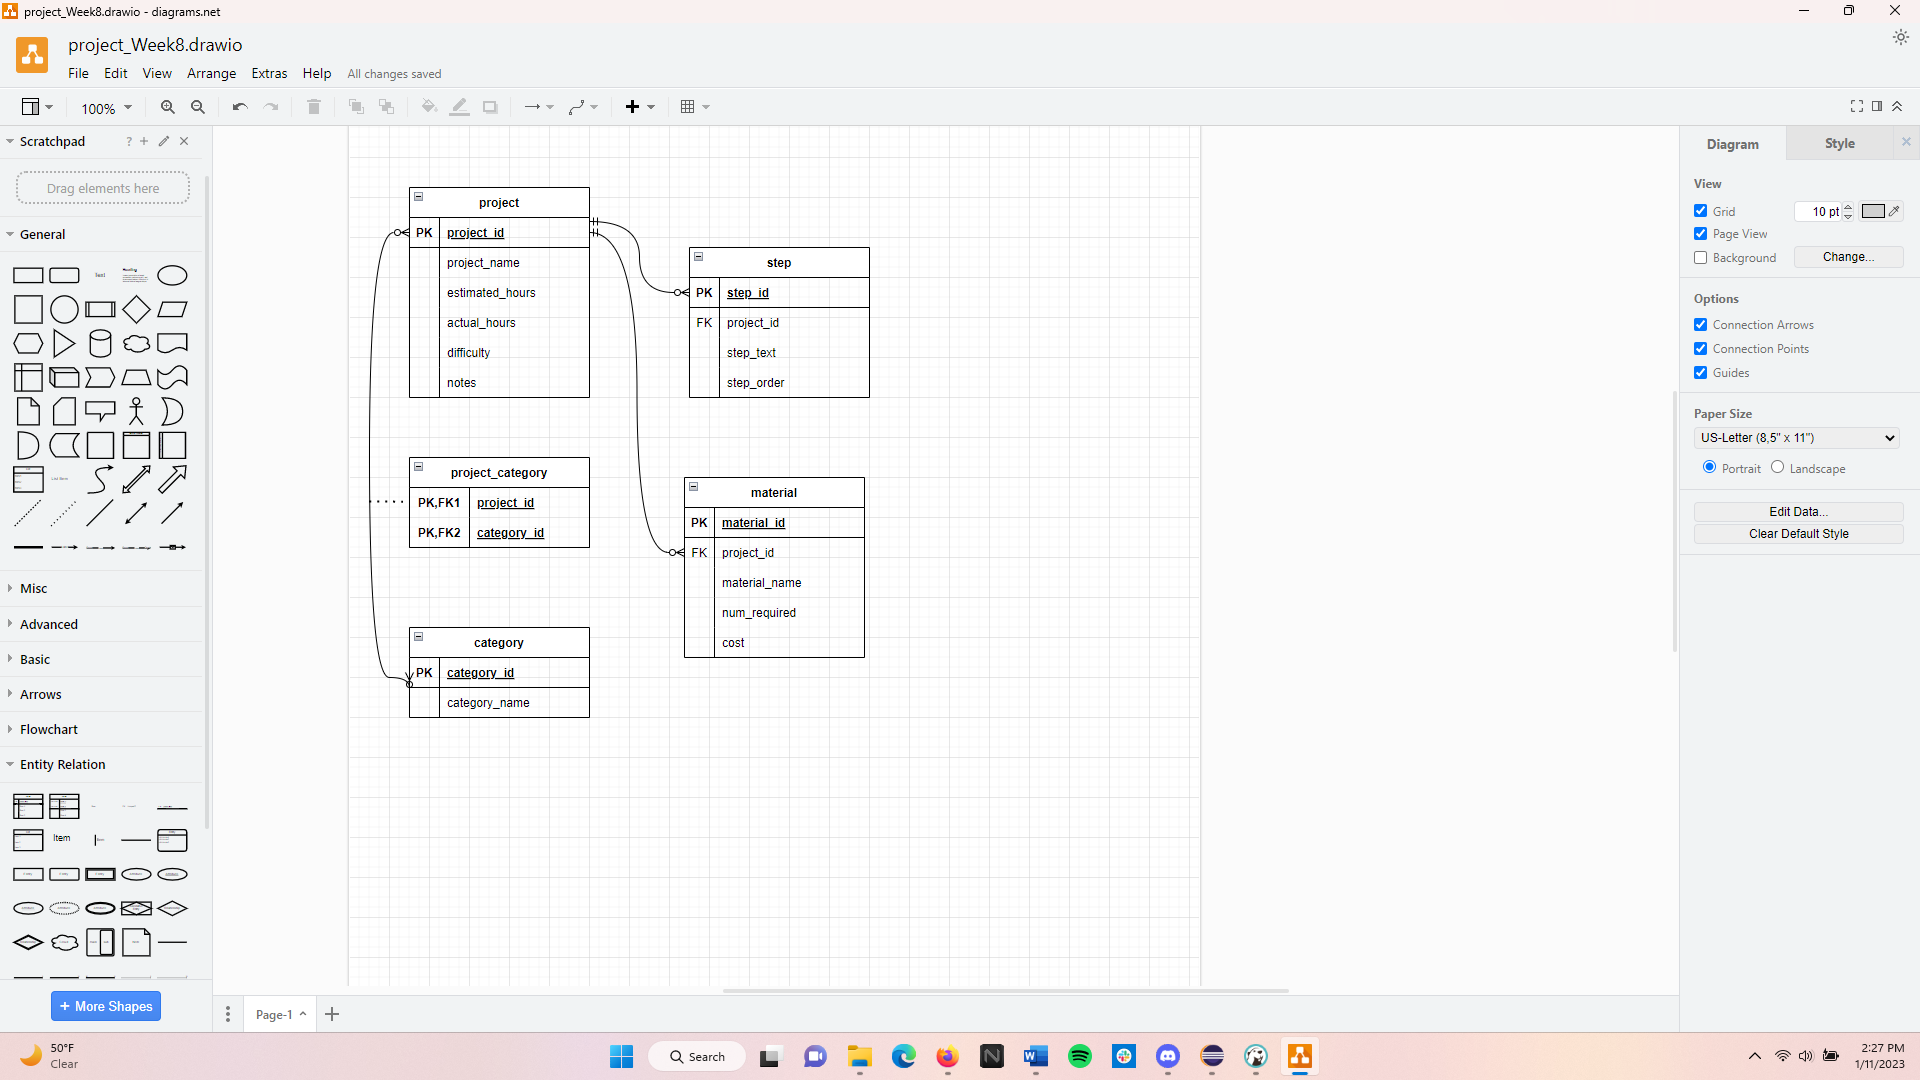 project_Week8.drawio - diagrams.net
project_Week8.drawio
File Edit View Arrange Extras Help All changes saved
100%
Scratchpad ? +
Drag elements here
General
Text
Heading
List Item
Misc
Advanced
Basic
Arrows
Flowchart
Entity Relation
Item
+ More Shapes
project
PK project_id
project_name
estimated_hours
actual_hours
difficulty
notes
step
PK step_id
FK project_id
step_text
step_order
project_category
PK,FK1 project_id
PK,FK2 category_id
material
PK material_id
FK project_id
material_name
num_required
cost
category
PK category_id
category_name
Page-1
Diagram Style
View
Grid 10 pt
Page View
Background Change...
Options
Connection Arrows
Connection Points
Guides
Paper Size
US-Letter (8,5" x 11")
Portrait Landscape
Edit Data...
Clear Default Style
50°F
Clear
Search
2:27 PM
1/11/2023